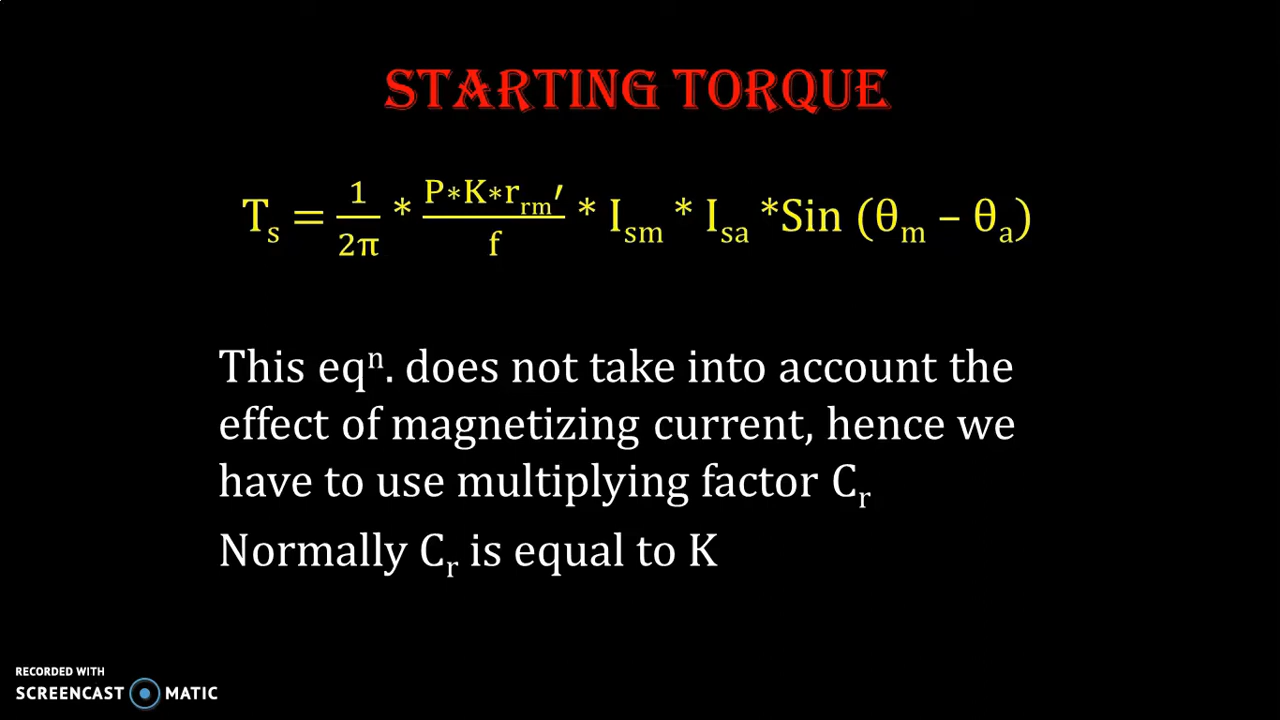 STARTING TORQUE
Tₛ = 1/2π * P*K*r_rm′/f * I_sm * I_sa *Sin (θ_m – θ_a)
This eqⁿ. does not take into account the
effect of magnetizing current, hence we
have to use multiplying factor C_r
Normally C_r is equal to K
RECORDED WITH
SCREENCAST MATIC